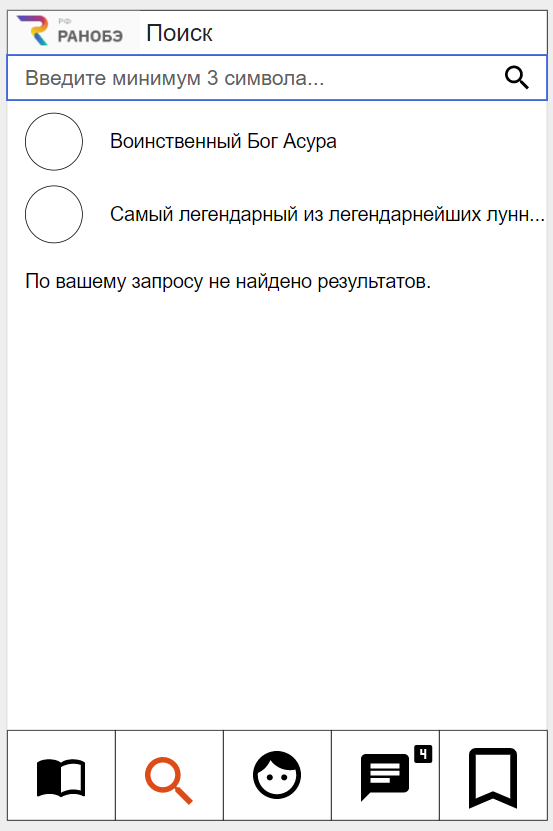 РФ
РАНОБЭ
Поиск
Введите минимум 3 символа...
Воинственный Бог Асура
Самый легендарный из легендарнейших лунн...
По вашему запросу не найдено результатов.
4